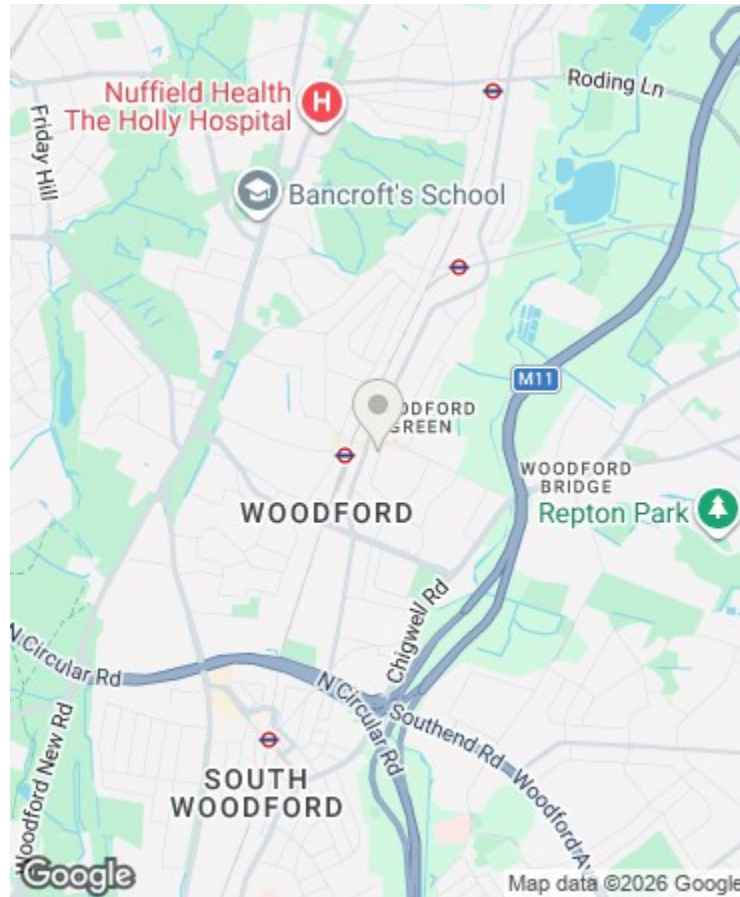 Roding Ln
Nuffield Health
The Holly Hospital
H
Friday Hill
Bancroft's School
M11
GREEN
WOODFORD
BRIDGE
WOODFORD
Repton Park
Chigwell Rd
N Circular Rd
N Circular Rd
Southend Rd
Woodford New Rd
SOUTH
WOODFORD
Woodford
Google
Map data ©2026 Google